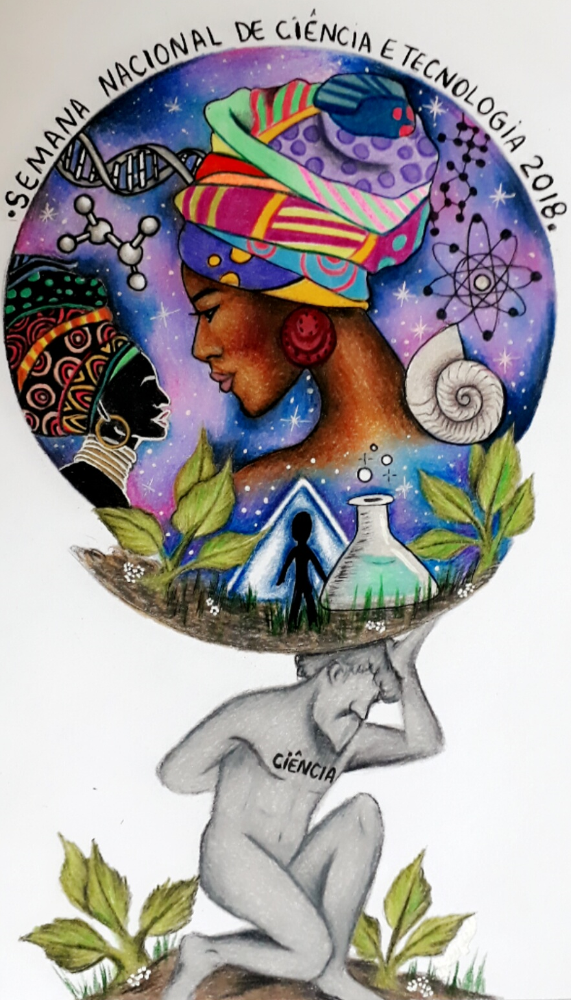 • SEMANA NACIONAL DE CIÊNCIA E TECNOLOGIA 2018.
CIÊNCIA